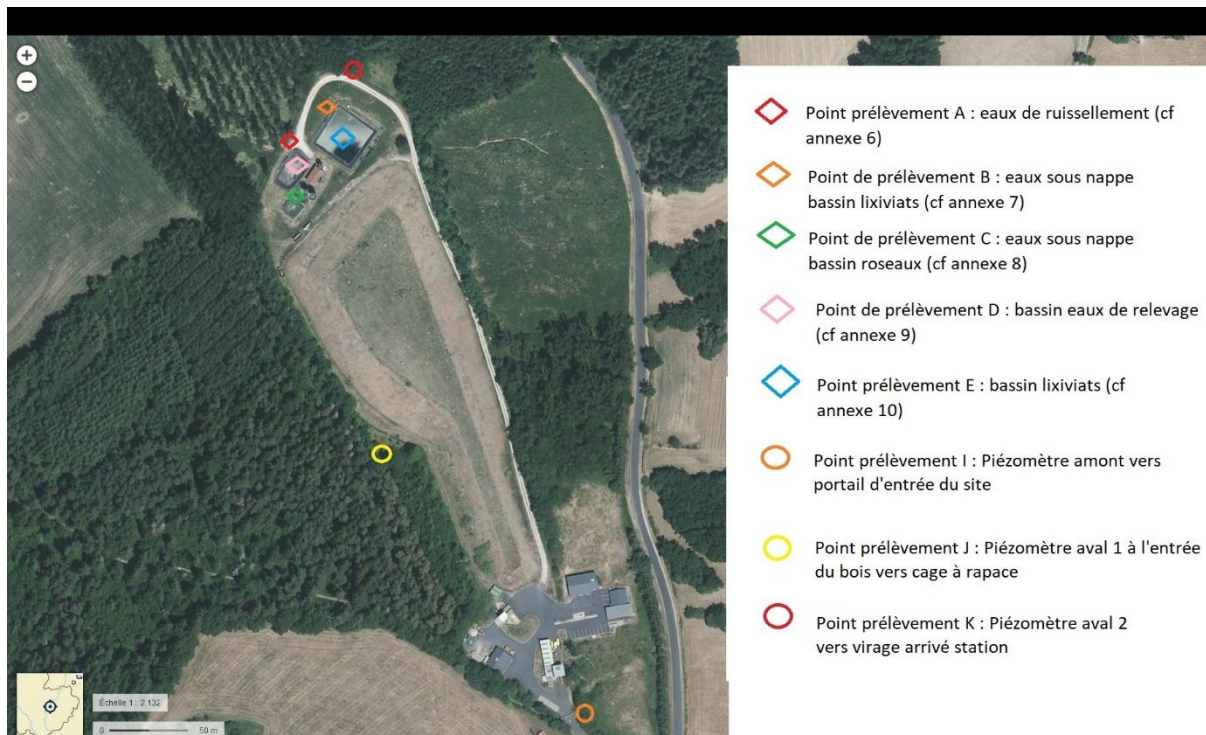 +
−
Point prélèvement A : eaux de ruissellement (cf
annexe 6)
Point de prélèvement B : eaux sous nappe
bassin lixiviats (cf annexe 7)
Point de prélèvement C : eaux sous nappe
bassin roseaux (cf annexe 8)
Point de prélèvement D : bassin eaux de relevage
(cf annexe 9)
Point prélèvement E : bassin lixiviats (cf
annexe 10)
Point prélèvement I : Piézomètre amont vers
portail d'entrée du site
Point prélèvement J : Piézomètre aval 1 à l'entrée
du bois vers cage à rapace
Point prélèvement K : Piézomètre aval 2
vers virage arrivé station
Échelle 1 : 2 132
0 50 m